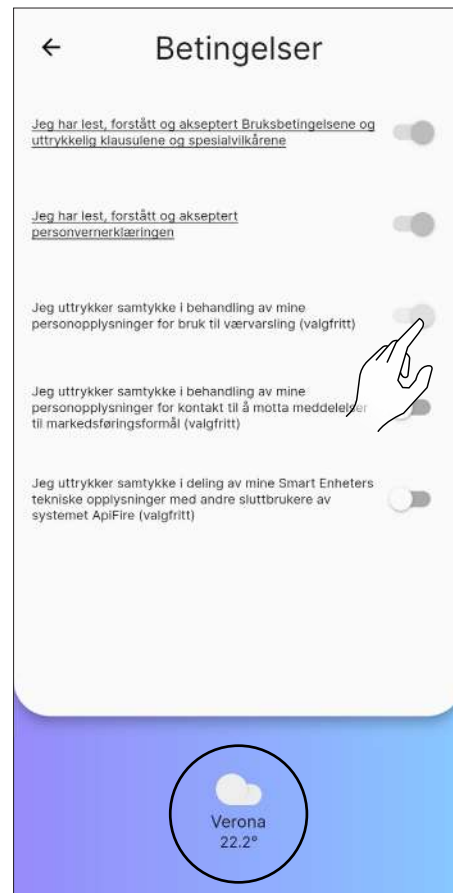 Betingelser
Jeg har lest, forstått og akseptert Bruksbetingelsene og
uttrykkelig klausulene og spesialvilkårene
Jeg har lest, forstått og akseptert
personvernerklæringen
Jeg uttrykker samtykke i behandling av mine
personopplysninger for bruk til værvarsling (valgfritt)
Jeg uttrykker samtykke i behandling av mine
personopplysninger for kontakt til å motta meddelelser
til markedsføringsformål (valgfritt)
Jeg uttrykker samtykke i deling av mine Smart Enheters
tekniske opplysninger med andre sluttbrukere av
systemet ApiFire (valgfritt)
Verona
22.2°